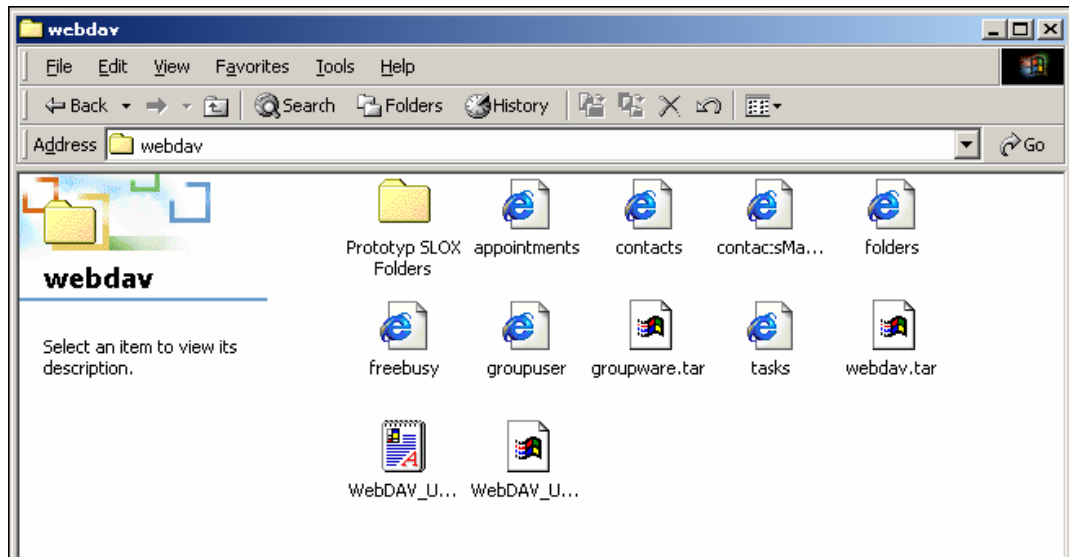 webdav
File Edit View Favorites Tools Help
Back Search Folders History
Address webdav Go
Prototyp SLOX appointments contacts contac:sMa... folders
Folders
webdav
Select an item to view its
description.
freebusy groupuser groupware.tar tasks webdav.tar
WebDAV_U... WebDAV_U...